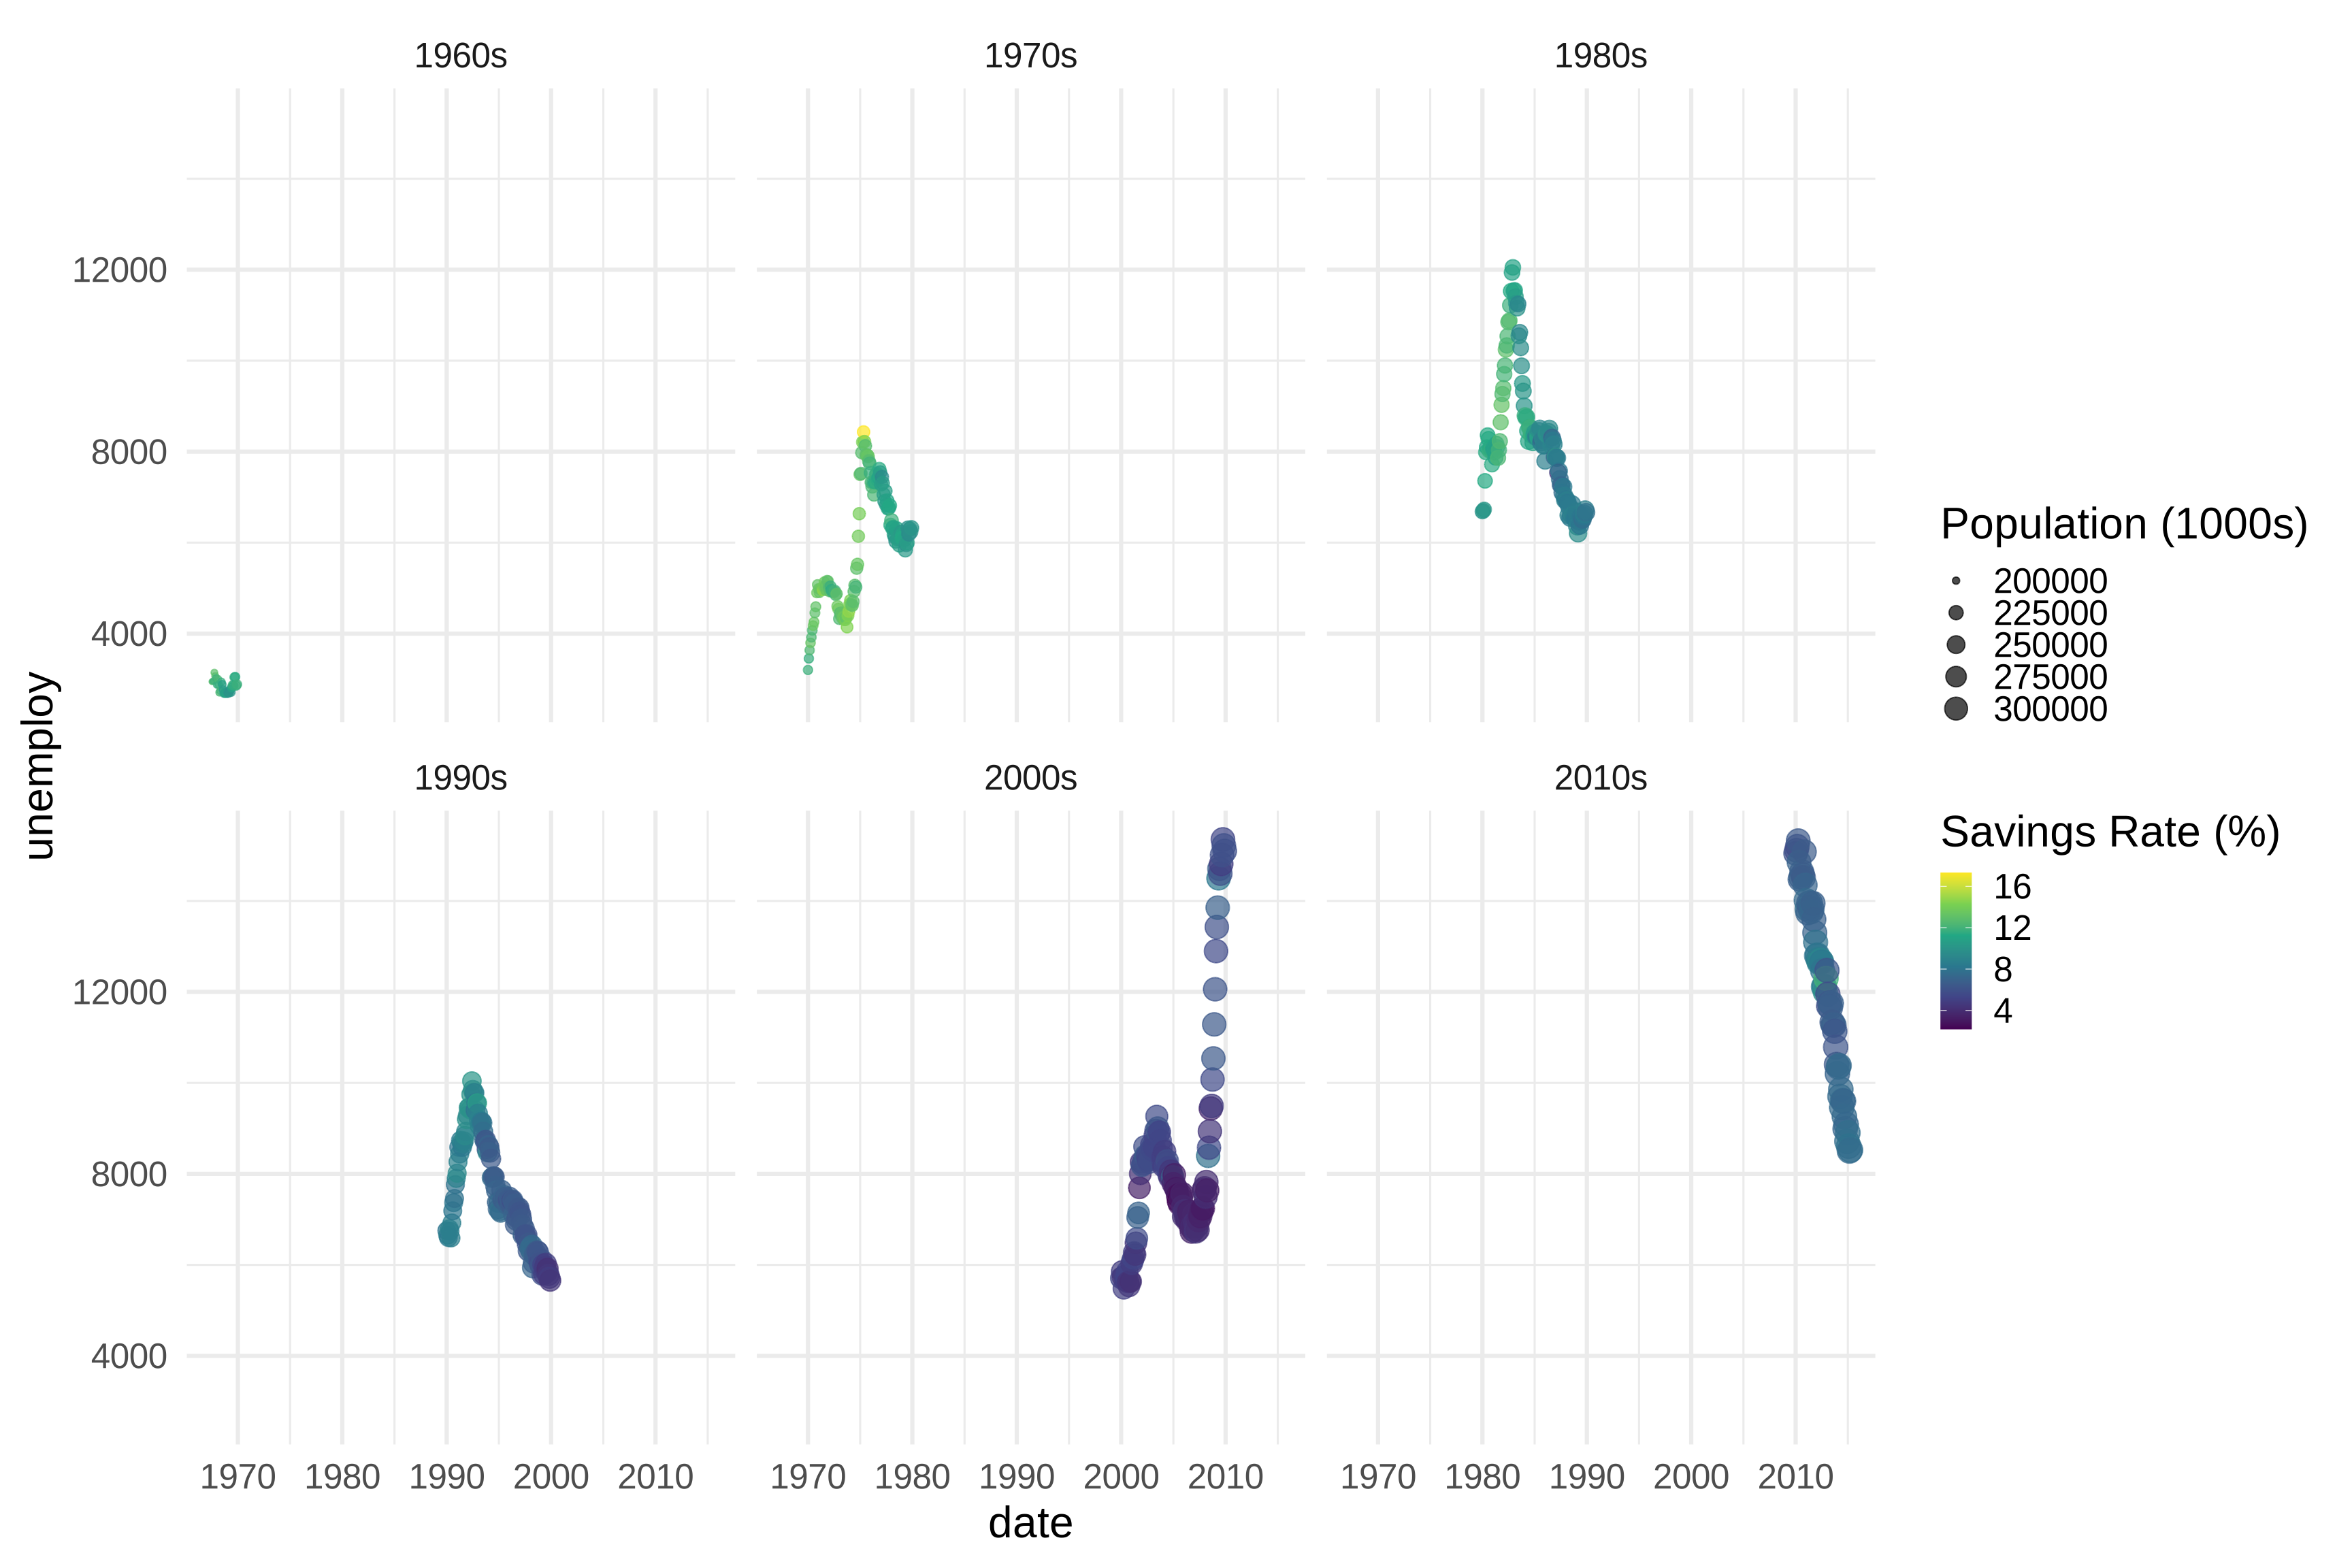 1960s
1970s
1980s
12000
8000
4000
1990s
2000s
2010s
12000
8000
4000
1970 1980 1990 2000 2010
1970 1980 1990 2000 2010
1970 1980 1990 2000 2010
date
unemploy
Population (1000s)
200000
225000
250000
275000
300000
Savings Rate (%)
16
12
8
4